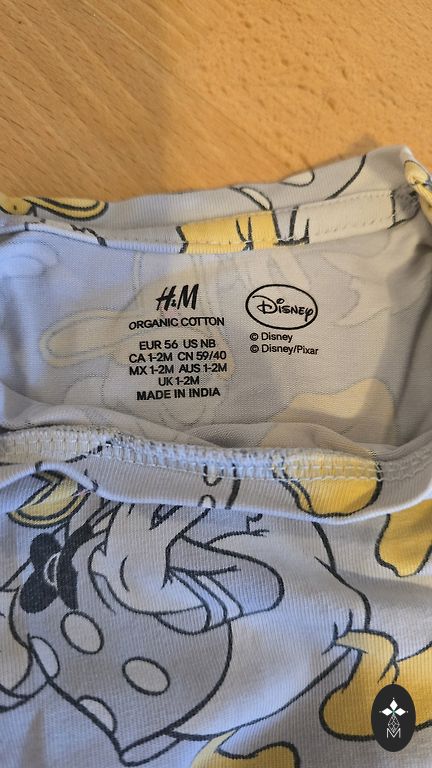 H&M
ORGANIC COTTON
EUR 56 US NB
CA 1-2M CN 59/40
MX 1-2M AUS 1-2M
UK 1-2M
MADE IN INDIA
Disney
© Disney
© Disney/Pixar
M